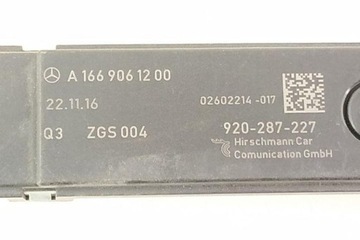 A 166 906 12 00
22.11.16
02602214-017
Q3 ZGS 004
920-287-227
Hirschmann Car
Comunication GmbH